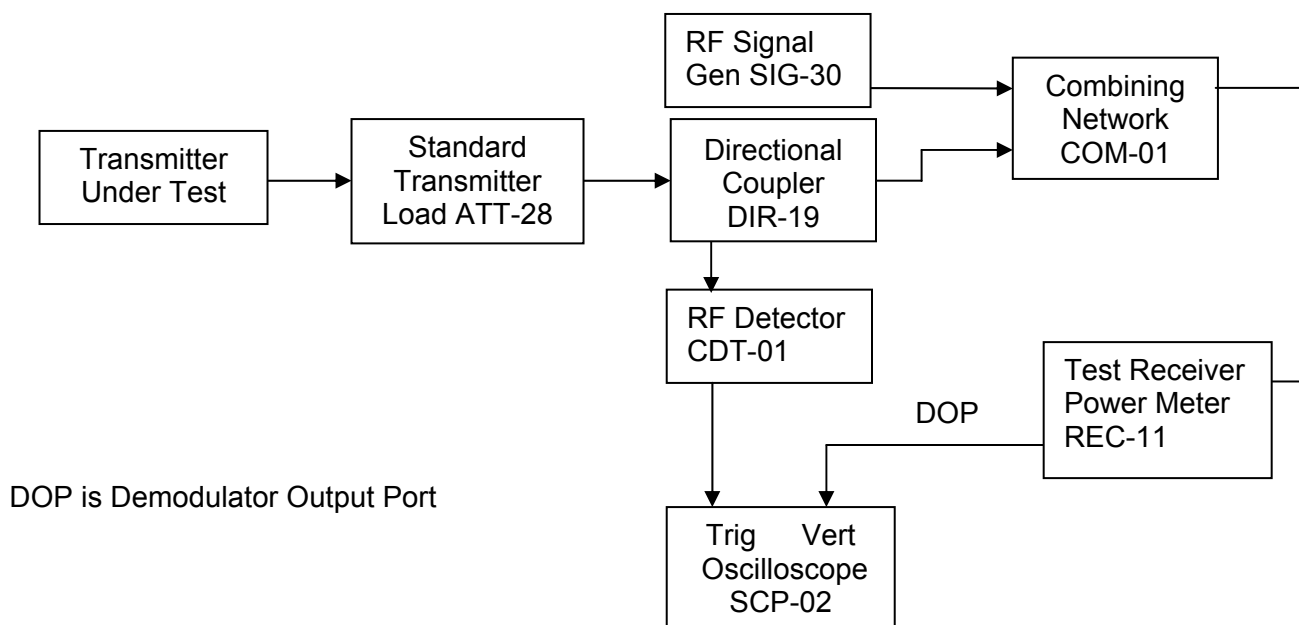 RF Signal
Gen SIG-30
Combining
Network
COM-01
Transmitter
Under Test
Standard
Transmitter
Load ATT-28
Directional
Coupler
DIR-19
RF Detector
CDT-01
Test Receiver
Power Meter
REC-11
DOP
DOP is Demodulator Output Port
Trig Vert
Oscilloscope
SCP-02